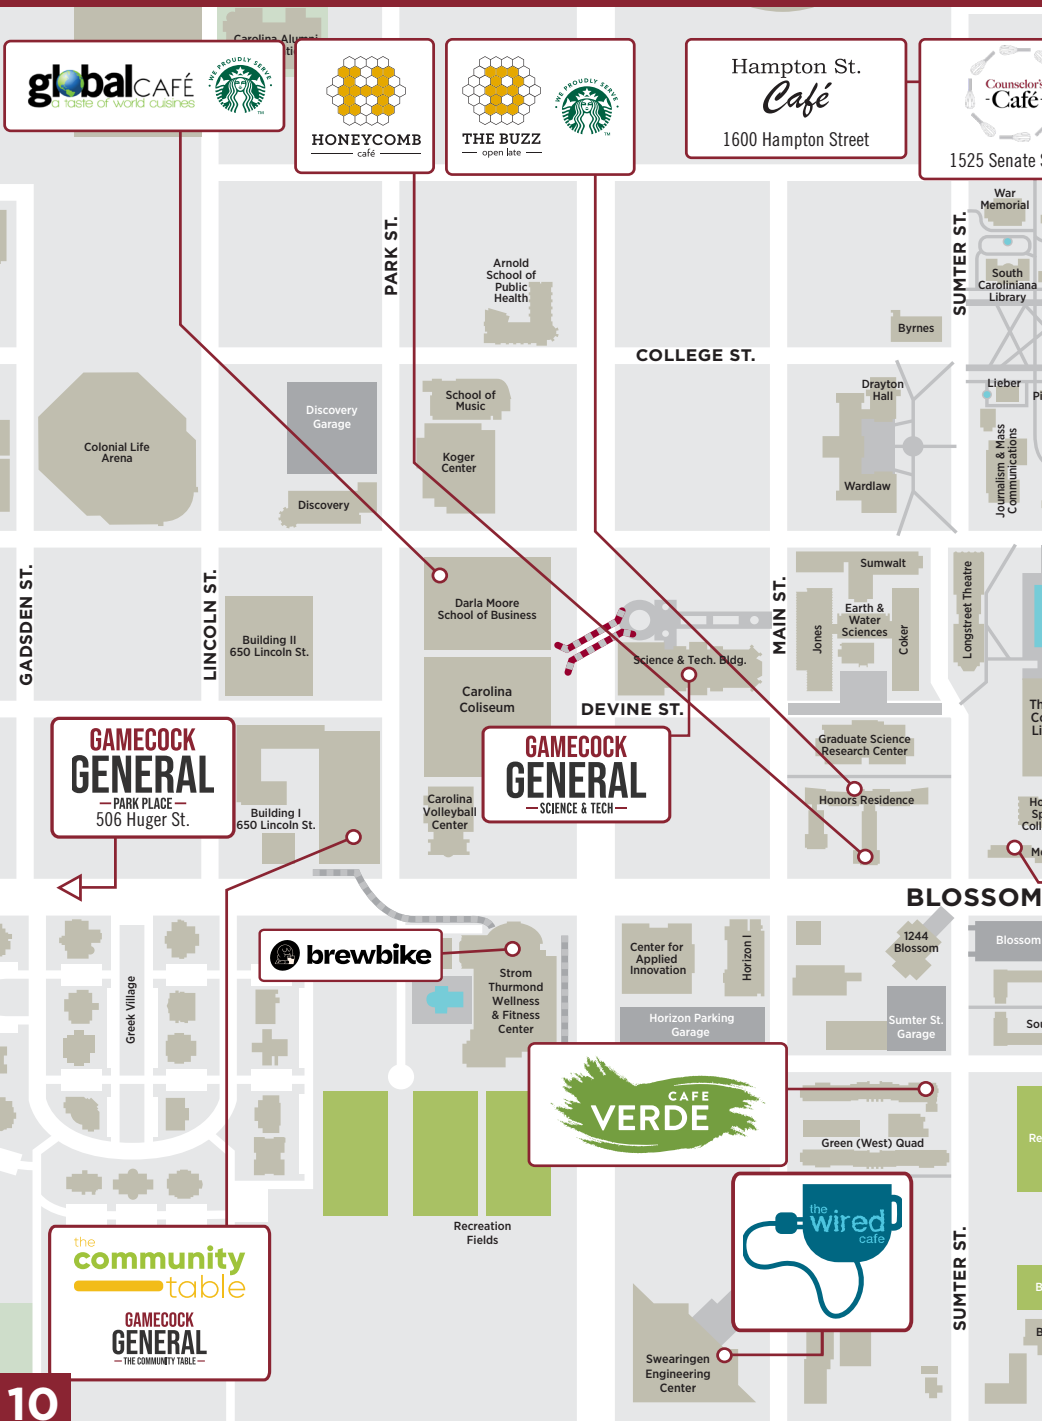 Carolina Alumni
globalCAFÉ
a taste of world cuisines
WE PROUDLY SERVE
HONEYCOMB
café
THE BUZZ
open late
WE PROUDLY SERVE
Hampton St.
Café
1600 Hampton Street
Counselor's
-Café-
1525 Senate S
War
Memorial
South
Caroliniana
Library
SUMTER ST.
PARK ST.
Arnold
School of
Public
Health
Byrnes
COLLEGE ST.
Colonial Life
Arena
Discovery
Garage
Discovery
School of
Music
Koger
Center
Drayton
Hall
Wardlaw
Lieber
Journalism & Mass
Communications
GADSDEN ST.
LINCOLN ST.
Building II
650 Lincoln St.
Darla Moore
School of Business
Carolina
Coliseum
Science & Tech. Bldg.
DEVINE ST.
MAIN ST.
Sumwalt
Jones
Earth &
Water
Sciences
Coker
Longstreet Theatre
GAMECOCK
GENERAL
PARK PLACE
506 Huger St.
Building I
650 Lincoln St.
Carolina
Volleyball
Center
GAMECOCK
GENERAL
SCIENCE & TECH
Graduate Science
Research Center
Honors Residence
BLOSSOM
Greek Village
brewbike
Strom
Thurmond
Wellness
& Fitness
Center
Center for
Applied
Innovation
Horizon I
Horizon Parking
Garage
1244
Blossom
Blossom
Sumter St.
Garage
CAFE
VERDE
Green (West) Quad
Recreation
Fields
the
wired
cafe
SUMTER ST.
Swearingen
Engineering
Center
the
community
table
GAMECOCK
GENERAL
THE COMMUNITY TABLE
10